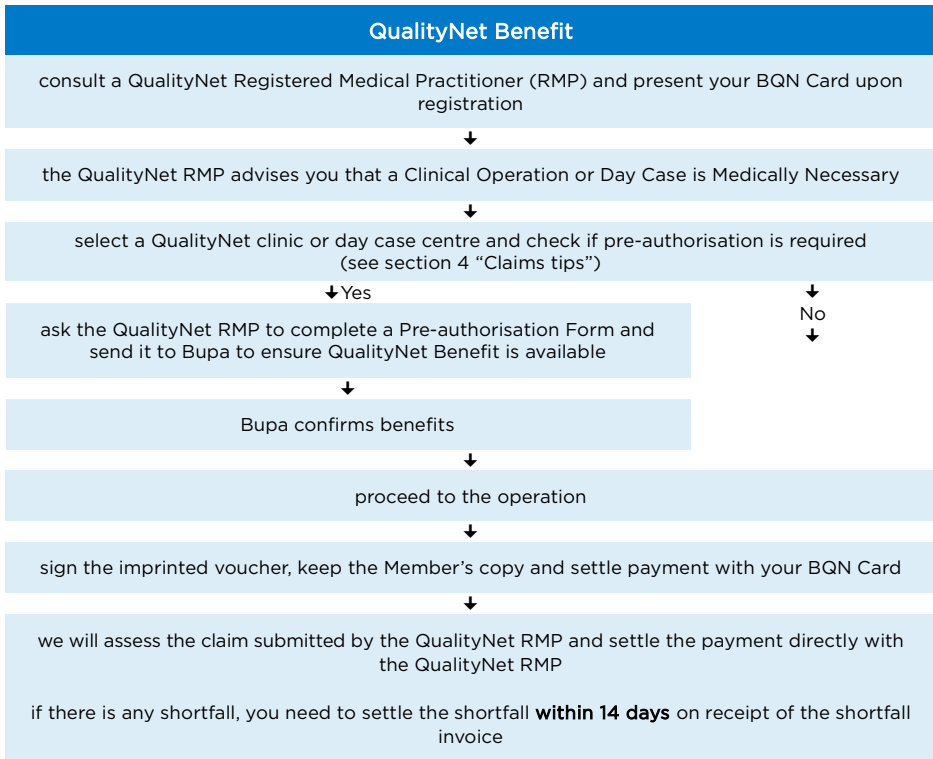 QualityNet Benefit
consult a QualityNet Registered Medical Practitioner (RMP) and present your BQN Card upon
registration
the QualityNet RMP advises you that a Clinical Operation or Day Case is Medically Necessary
select a QualityNet clinic or day case centre and check if pre-authorisation is required
(see section 4 “Claims tips”)
Yes
No
ask the QualityNet RMP to complete a Pre-authorisation Form and
send it to Bupa to ensure QualityNet Benefit is available
Bupa confirms benefits
proceed to the operation
sign the imprinted voucher, keep the Member’s copy and settle payment with your BQN Card
we will assess the claim submitted by the QualityNet RMP and settle the payment directly with
the QualityNet RMP
if there is any shortfall, you need to settle the shortfall within 14 days on receipt of the shortfall
invoice